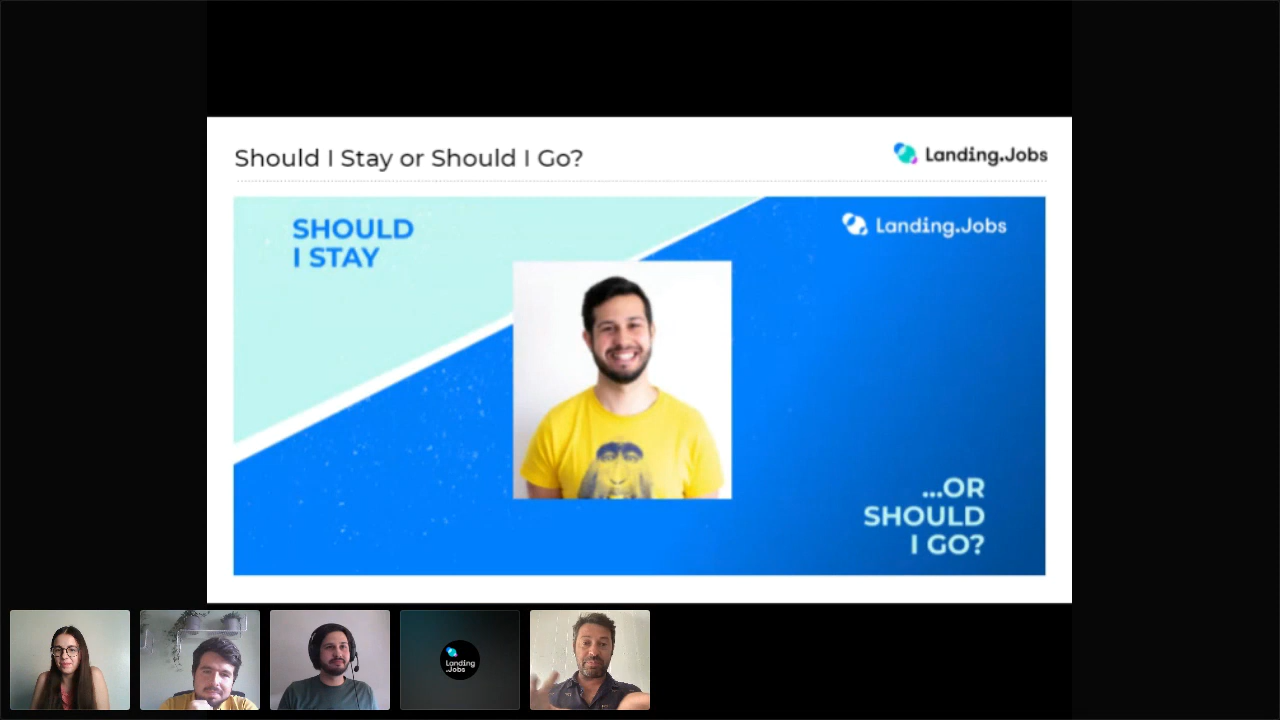 Should I Stay or Should I Go?
Landing.Jobs
SHOULD
I STAY
Landing.Jobs
...OR
SHOULD
I GO?
Landing
.Jobs